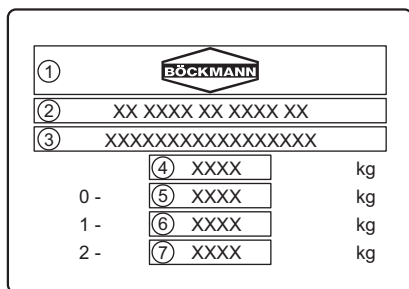 ① BÖCKMANN
② XX XXXX XX XXXX XX
③ XXXXXXXXXXXXXXXXX
④ XXXX kg
0 - ⑤ XXXX kg
1 - ⑥ XXXX kg
2 - ⑦ XXXX kg